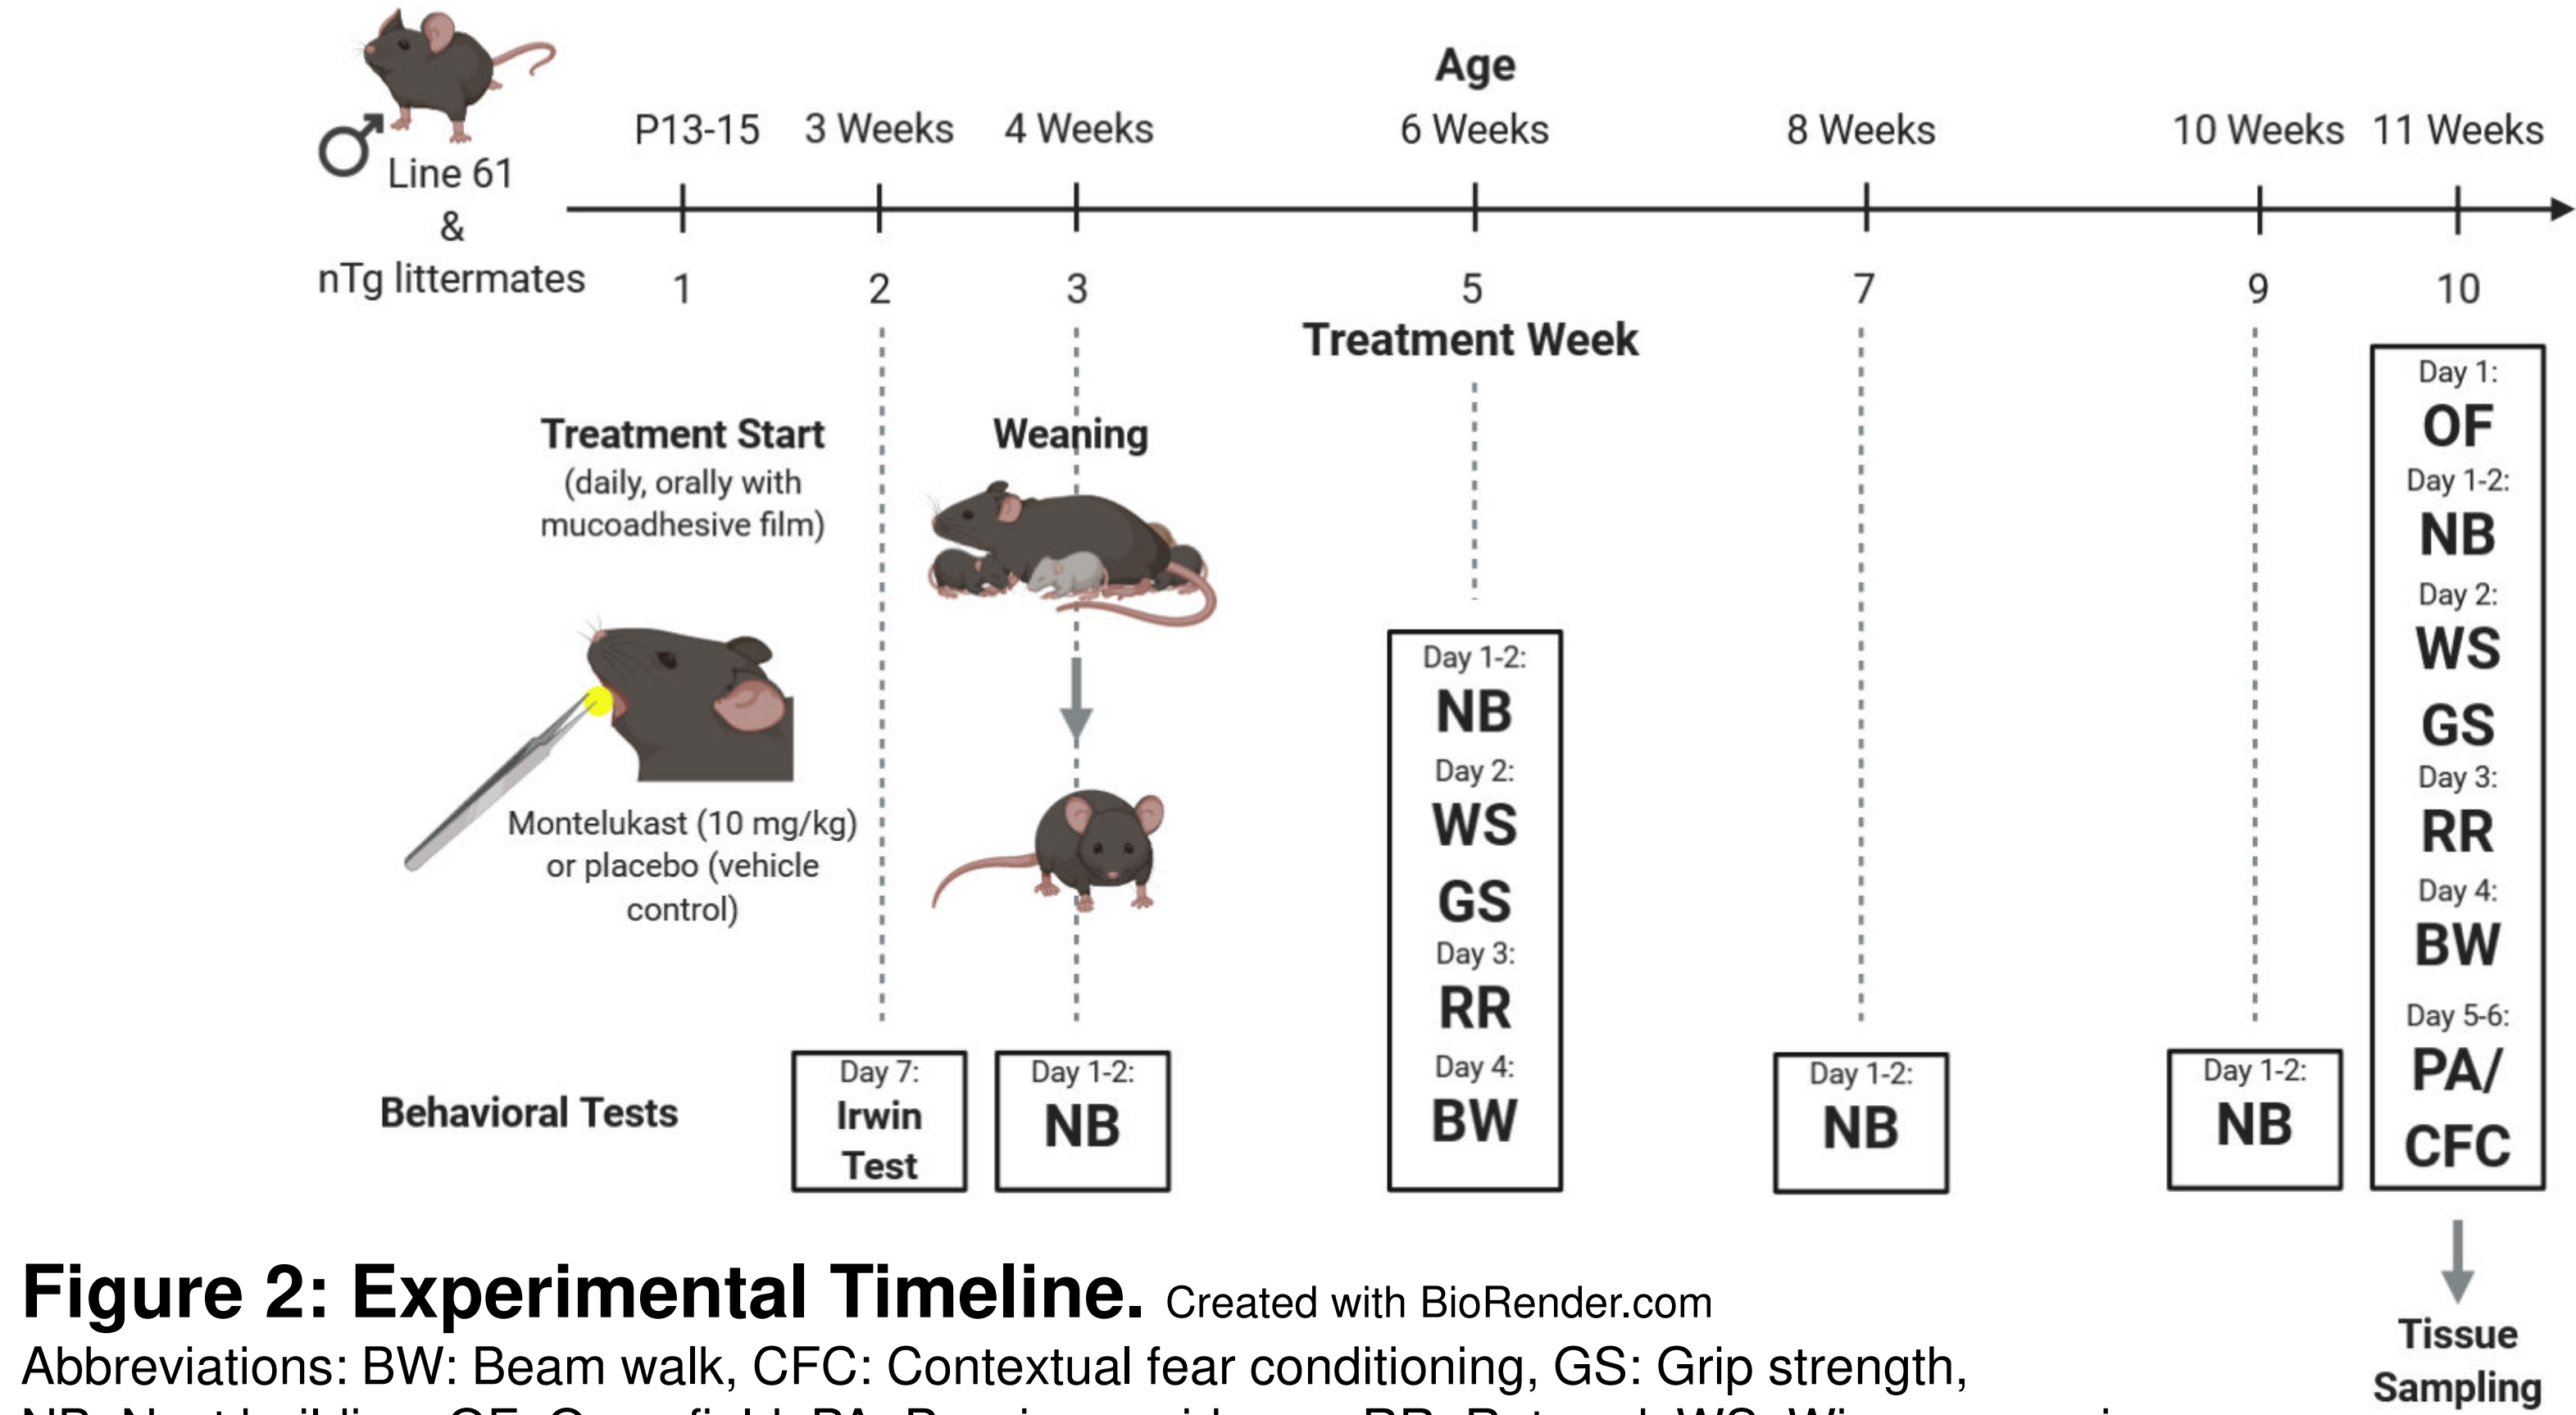 Age
P13-15 3 Weeks 4 Weeks 6 Weeks 8 Weeks 10 Weeks 11 Weeks
Line 61
&
nTg littermates
1 2 3 5 7 9 10
Treatment Week
Treatment Start
(daily, orally with
mucoadhesive film)
Montelukast (10 mg/kg)
or placebo (vehicle
control)
Weaning
Behavioral Tests
Day 7:
Irwin
Test
Day 1-2:
NB
Day 1-2:
NB
Day 2:
WS
GS
Day 3:
RR
Day 4:
BW
Day 1-2:
NB
Day 1-2:
NB
Day 1:
OF
Day 1-2:
NB
Day 2:
WS
GS
Day 3:
RR
Day 4:
BW
Day 5-6:
PA/
CFC
Tissue
Sampling
Figure 2: Experimental Timeline. Created with BioRender.com
Abbreviations: BW: Beam walk, CFC: Contextual fear conditioning, GS: Grip strength,